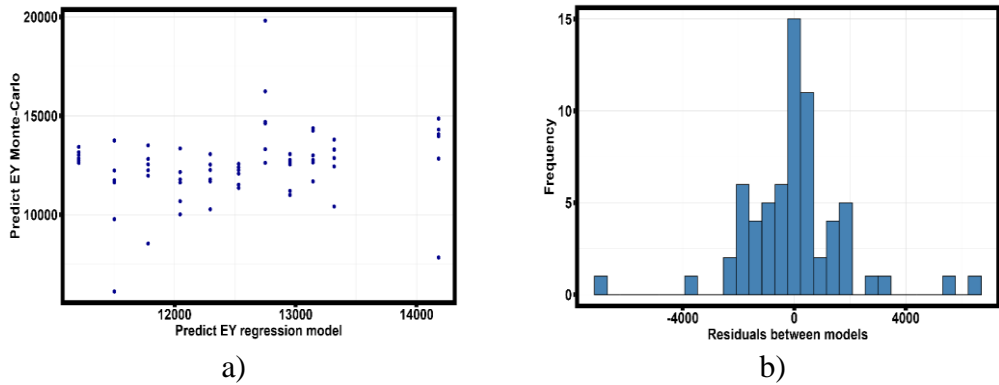 20000
15000
10000
Predict EY Monte-Carlo
12000
13000
14000
Predict EY regression model
a)
15
10
5
0
Frequency
-4000
0
4000
Residuals between models
b)